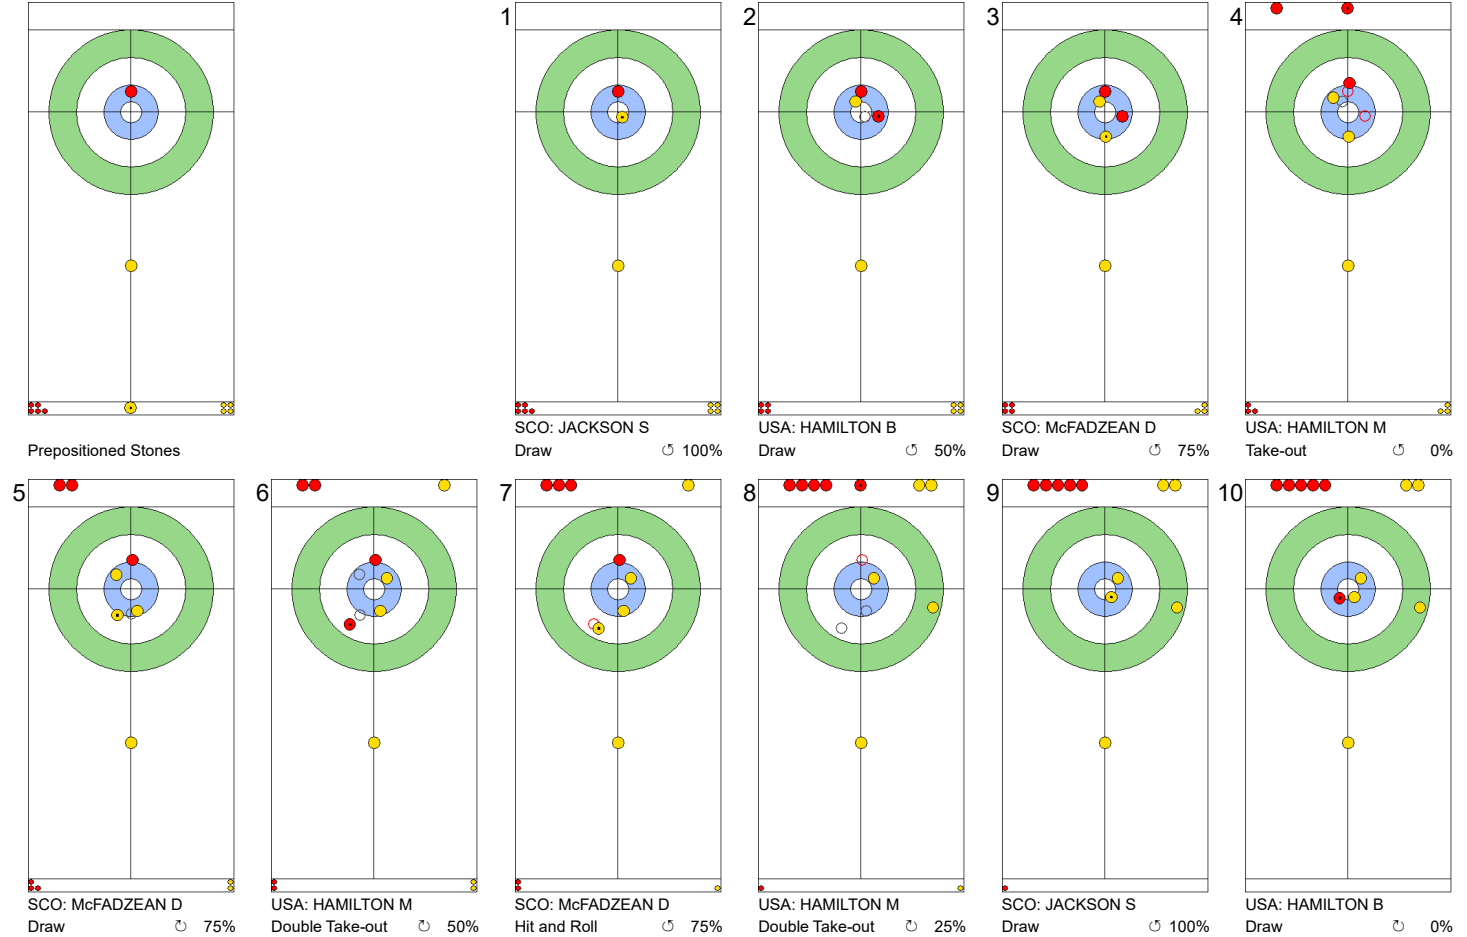 1
2
3
4
SCO: JACKSON S
Draw ↺ 100%
USA: HAMILTON B
Draw ↺ 50%
SCO: McFADZEAN D
Draw ↺ 75%
USA: HAMILTON M
Take-out ↺ 0%
Prepositioned Stones
5
6
7
8
9
10
SCO: McFADZEAN D
Draw ↻ 75%
USA: HAMILTON M
Double Take-out ↻ 50%
SCO: McFADZEAN D
Hit and Roll ↺ 75%
USA: HAMILTON M
Double Take-out ↻ 25%
SCO: JACKSON S
Draw ↺ 100%
USA: HAMILTON B
Draw ↻ 0%